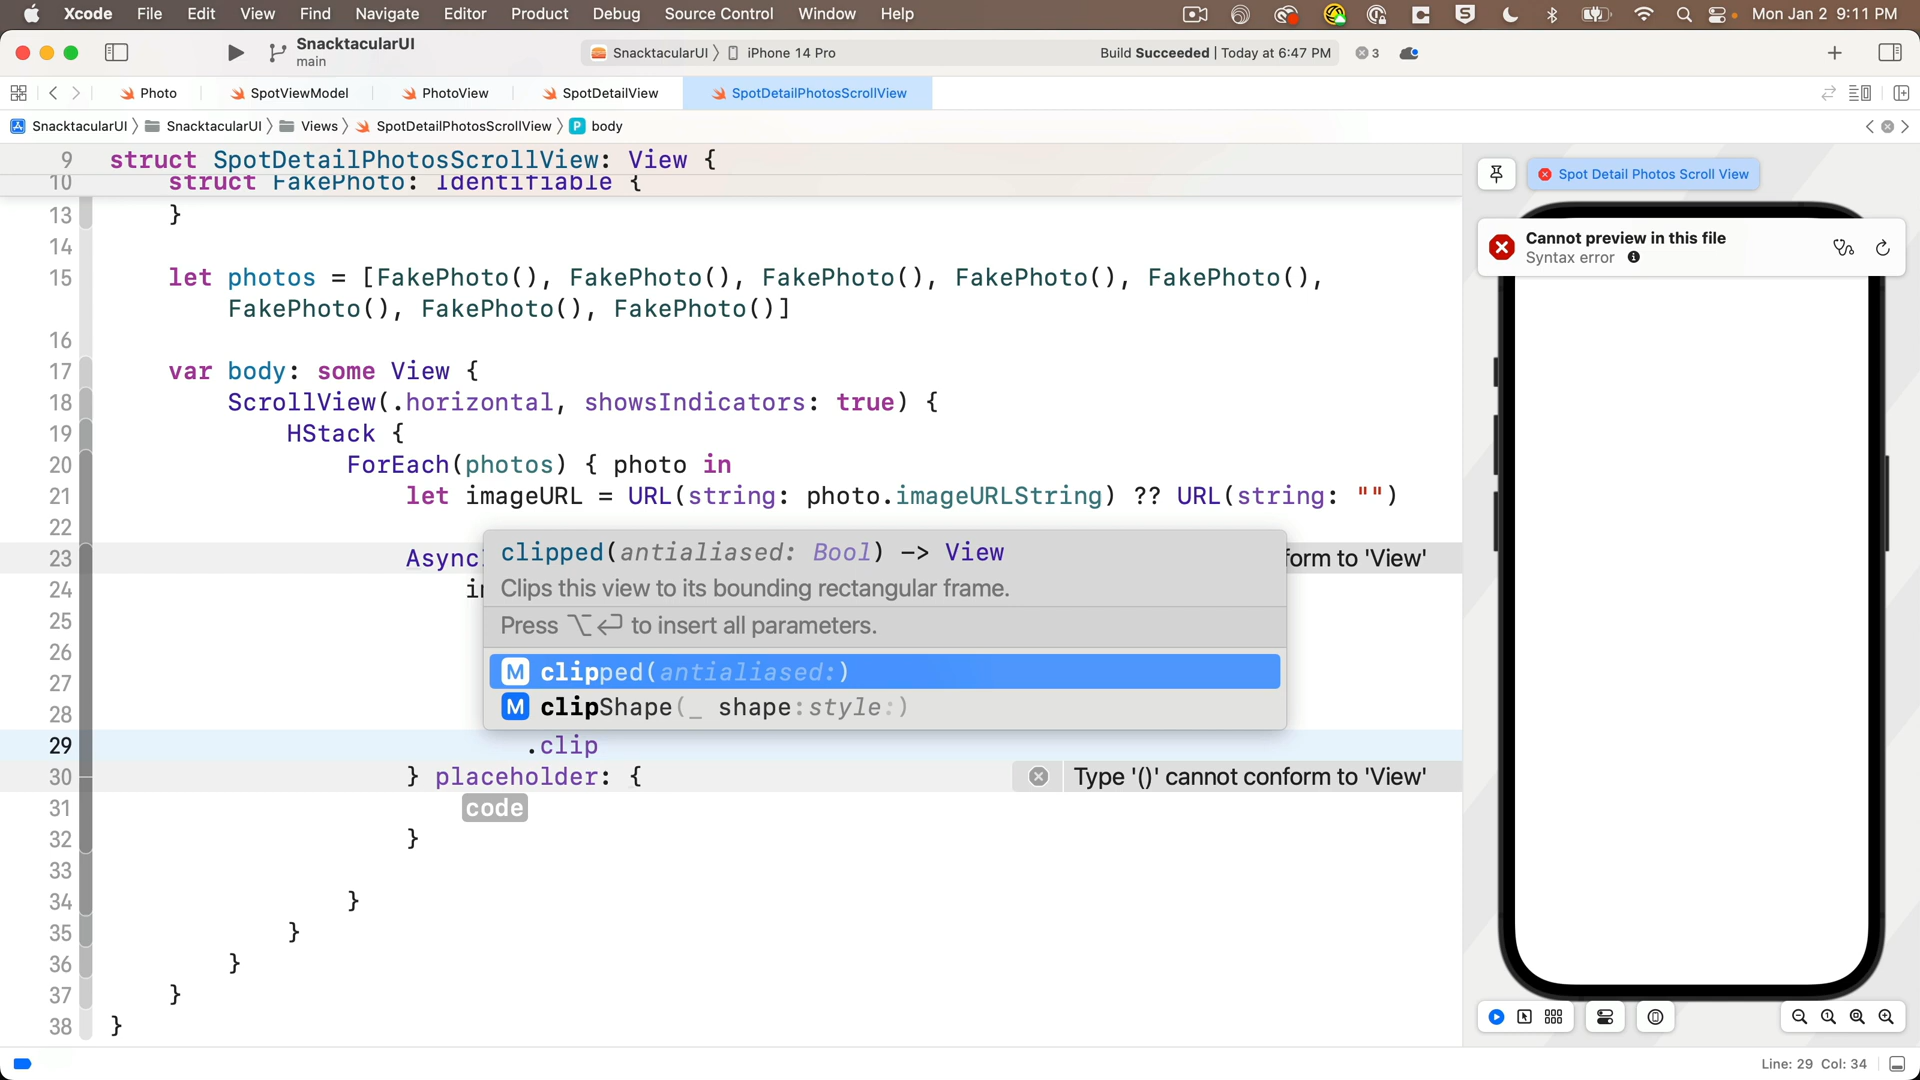 Xcode File Edit View Find Navigate Editor Product Debug Source Control Window Help Mon Jan 2 9:11 PM
SnacktacularUI
main
SnacktacularUI 〉 iPhone 14 Pro
Build Succeeded | Today at 6:47 PM
3
Photo SpotViewModel PhotoView SpotDetailView SpotDetailPhotosScrollView
SnacktacularUI 〉 SnacktacularUI 〉 Views 〉 SpotDetailPhotosScrollView 〉 P body
9 struct SpotDetailPhotosScrollView: View {
10 struct FakePhoto: Identifiable {
13 }
14
15 let photos = [FakePhoto(), FakePhoto(), FakePhoto(), FakePhoto(), FakePhoto(),
FakePhoto(), FakePhoto(), FakePhoto()]
16
17 var body: some View {
18 ScrollView(.horizontal, showsIndicators: true) {
19 HStack {
20 ForEach(photos) { photo in
21 let imageURL = URL(string: photo.imageURLString) ?? URL(string: "")
22
23 Async form to 'View'
24
clipped(antialiased: Bool) -> View
Clips this view to its bounding rectangular frame.
Press ⌥↩ to insert all parameters.
M clipped(antialiased:)
M clipShape(_ shape:style:)
25
26
27
28
29 .clip
30 } placeholder: { Type '()' cannot conform to 'View'
31 code
32 }
33
34 }
35 }
36 }
37 }
38 }
Spot Detail Photos Scroll View
Cannot preview in this file
Syntax error
Line: 29 Col: 34